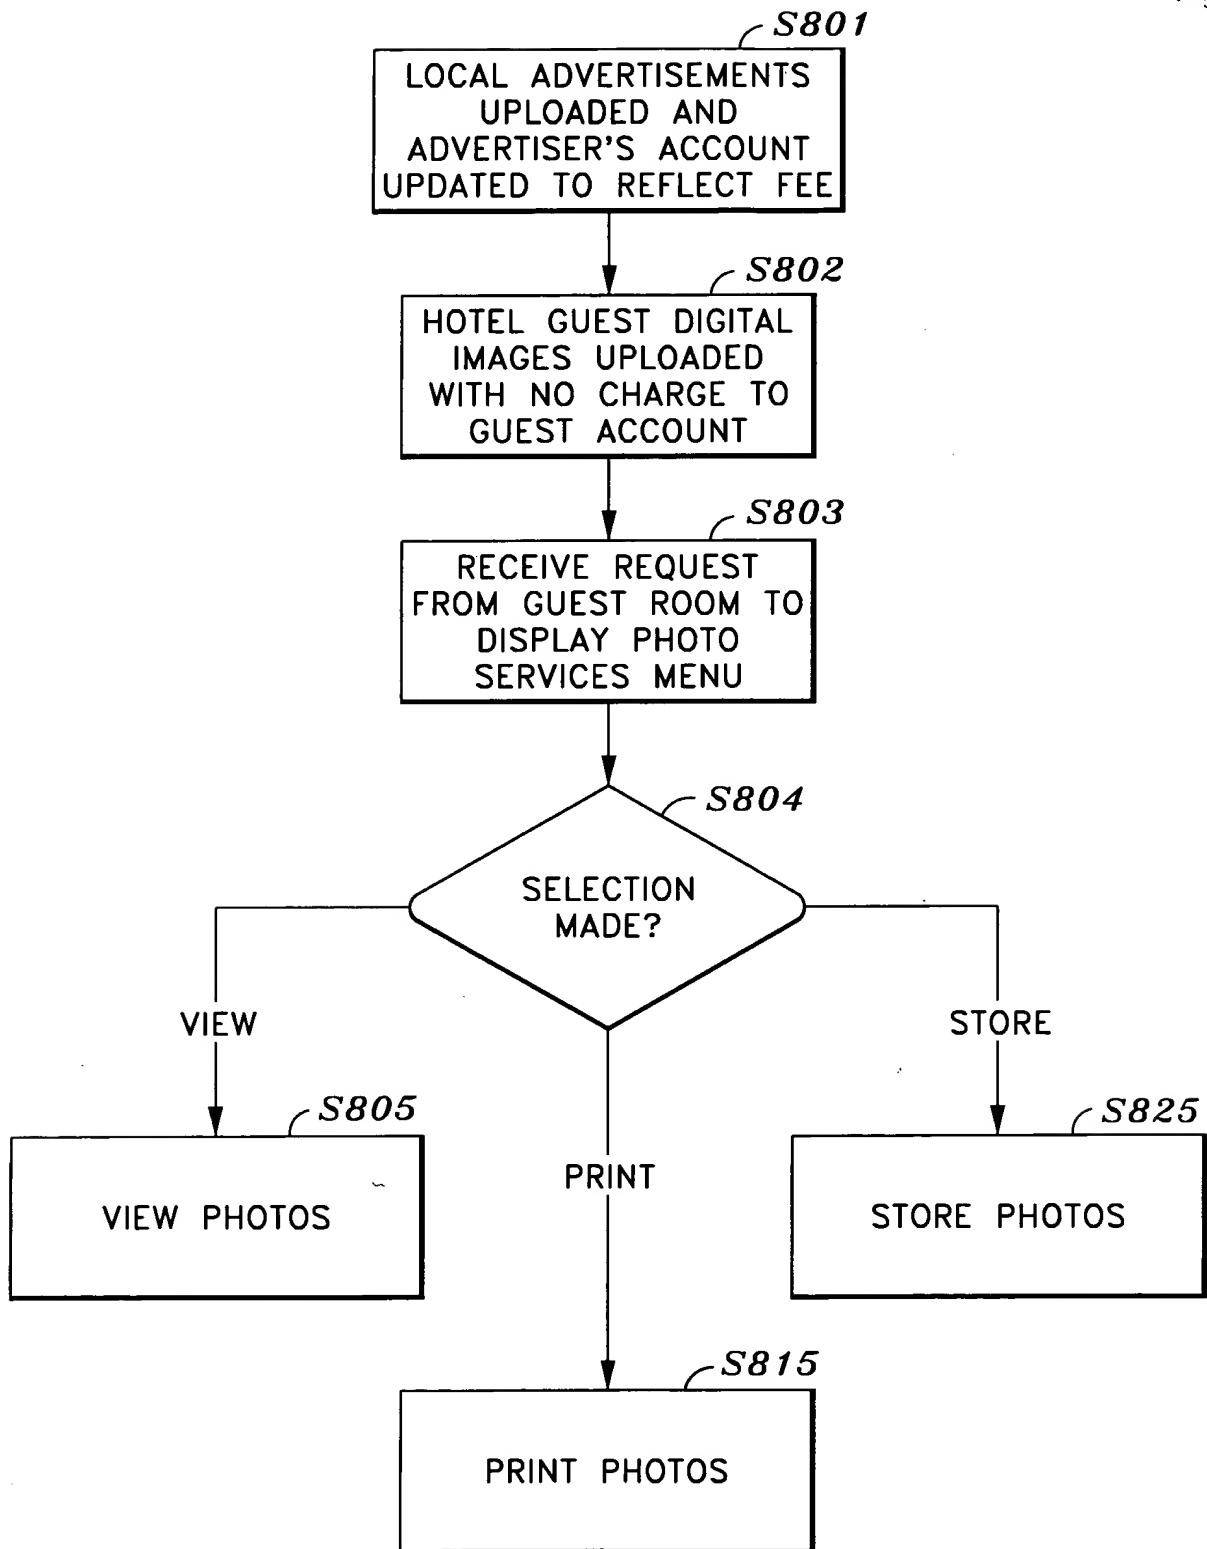 S801
LOCAL ADVERTISEMENTS
UPLOADED AND
ADVERTISER'S ACCOUNT
UPDATED TO REFLECT FEE
S802
HOTEL GUEST DIGITAL
IMAGES UPLOADED
WITH NO CHARGE TO
GUEST ACCOUNT
S803
RECEIVE REQUEST
FROM GUEST ROOM TO
DISPLAY PHOTO
SERVICES MENU
S804
SELECTION
MADE?
VIEW
STORE
S805
VIEW PHOTOS
S825
STORE PHOTOS
PRINT
S815
PRINT PHOTOS